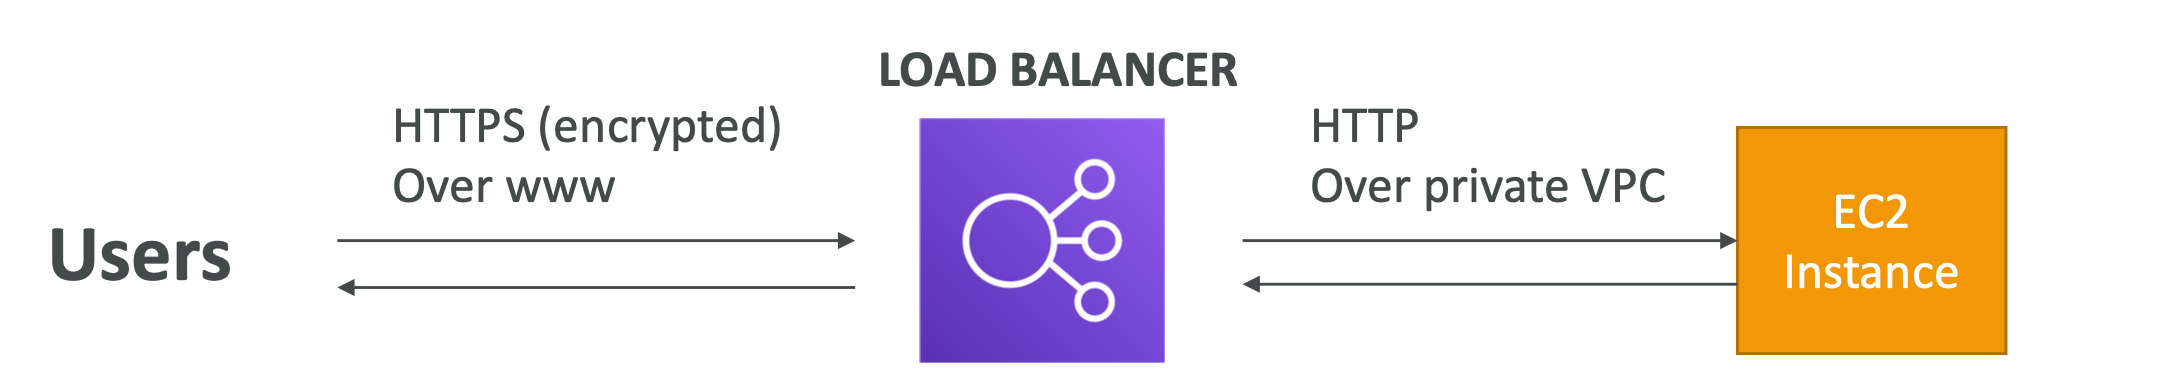 LOAD BALANCER
HTTPS (encrypted)
Over www
HTTP
Over private VPC
Users
EC2
Instance